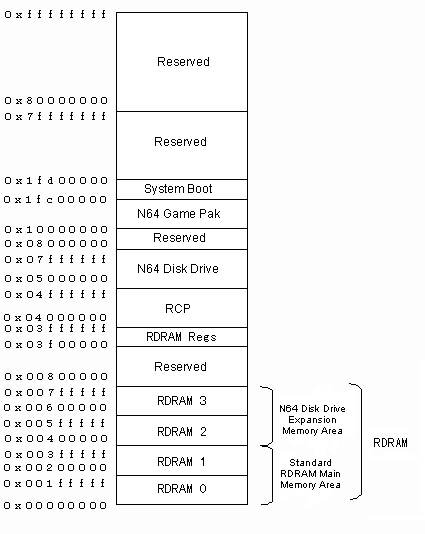 0xffffffff
Reserved
0x80000000
0x7fffffff
Reserved
0x1fd00000
System Boot
0x1fc00000
N64 Game Pak
0x10000000
0x08000000
Reserved
0x07ffffff
N64 Disk Drive
0x05000000
0x04ffffff
RCP
0x04000000
0x03ffffff
RDRAM Regs
0x03f00000
Reserved
0x00800000
0x007fffff
RDRAM 3
0x00600000
0x005fffff
RDRAM 2
0x00400000
0x003fffff
RDRAM 1
0x00200000
0x001fffff
RDRAM 0
0x00000000
N64 Disk Drive
Expansion
Memory Area
Standard
RDRAM Main
Memory Area
RDRAM